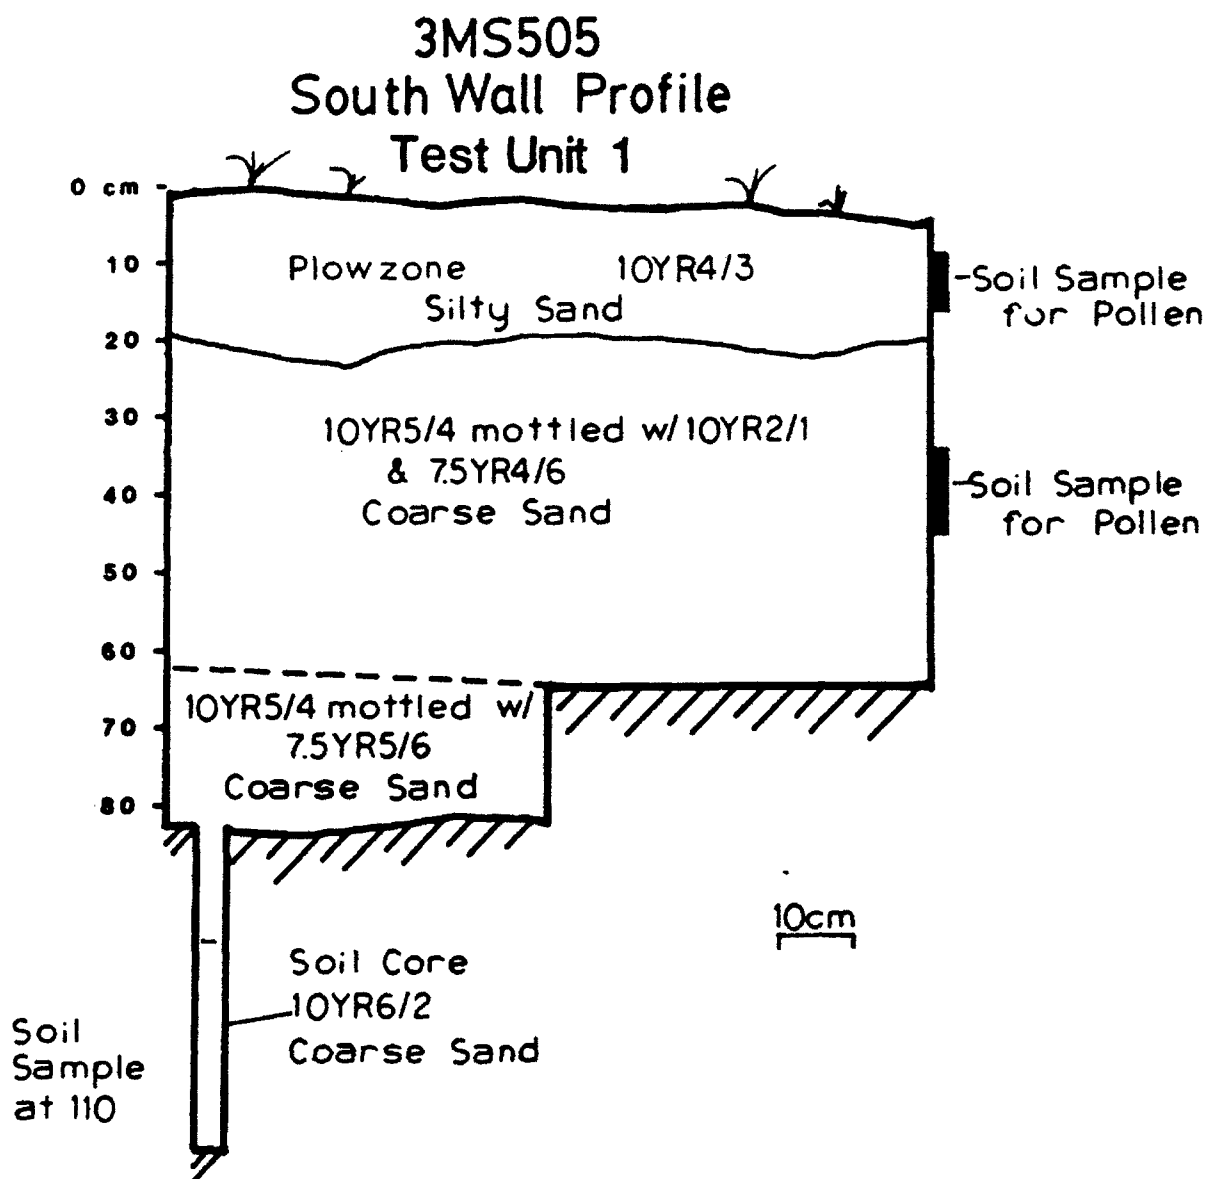 3MS505
South Wall Profile
Test Unit 1
0 cm
10
20
30
40
50
60
70
80
Plowzone 10YR4/3
Silty Sand
Soil Sample
for Pollen
10YR5/4 mottled w/ 10YR2/1
& 7.5YR4/6
Coarse Sand
Soil Sample
for Pollen
10YR5/4 mottled w/
7.5YR5/6
Coarse Sand
10cm
Soil Core
10YR6/2
Coarse Sand
Soil
Sample
at 110